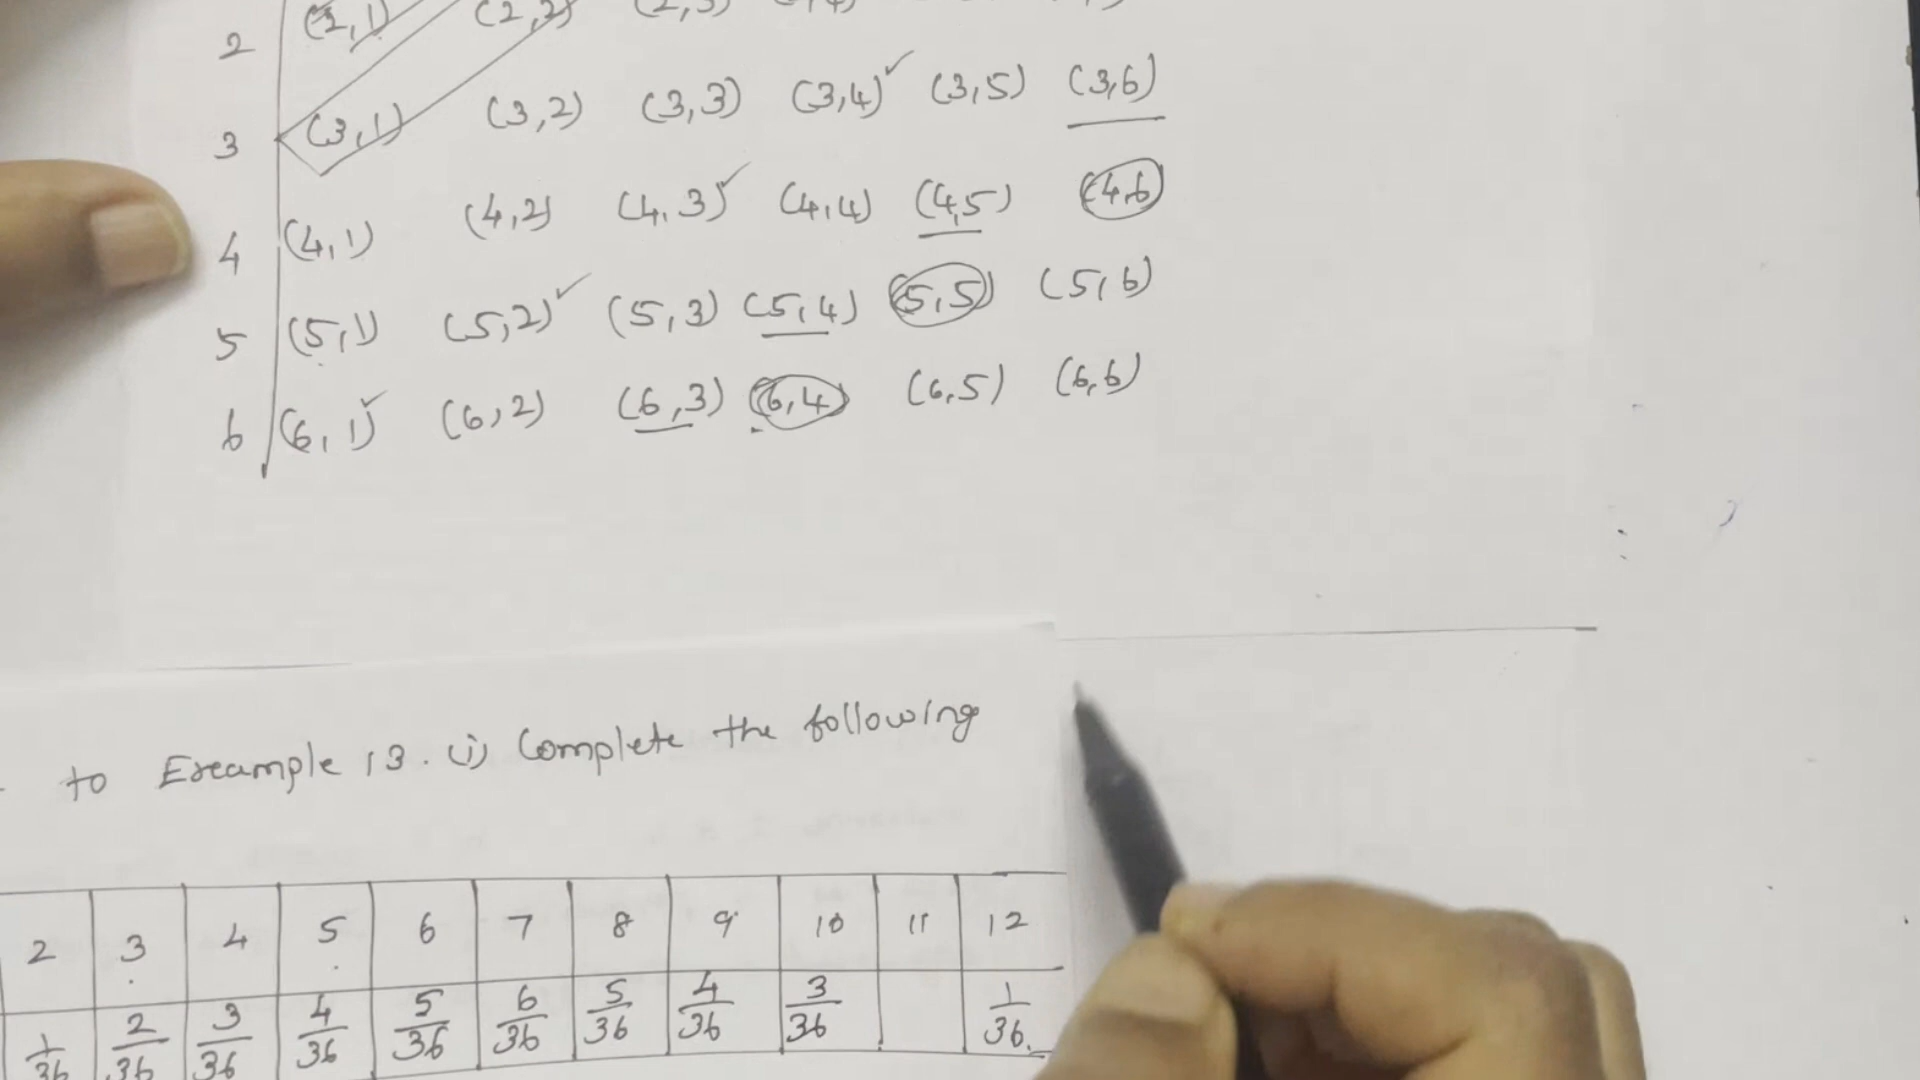 2 (2,1) (2,2) (2,3)
3 (3,1) (3,2) (3,3) (3,4) (3,5) (3,6)
4 (4,1) (4,2) (4,3) (4,4) (4,5) (4,6)
5 (5,1) (5,2) (5,3) (5,4) (5,5) (5,6)
6 (6,1) (6,2) (6,3) (6,4) (6,5) (6,6)
to Example 13. (i) Complete the following
2 3 4 5 6 7 8 9 10 11 12
1/36 2/36 3/36 4/36 5/36 6/36 5/36 4/36 3/36 1/36